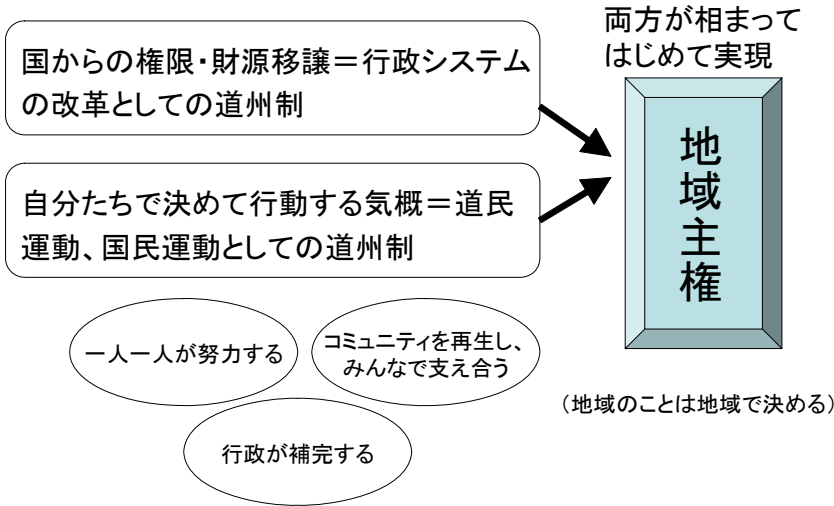 国からの権限・財源移譲＝行政システム
の改革としての道州制
自分たちで決めて行動する気概＝道民
運動、国民運動としての道州制
両方が相まって
はじめて実現
地域主権
（地域のことは地域で決める）
一人一人が努力する
コミュニティを再生し、
みんなで支え合う
行政が補完する